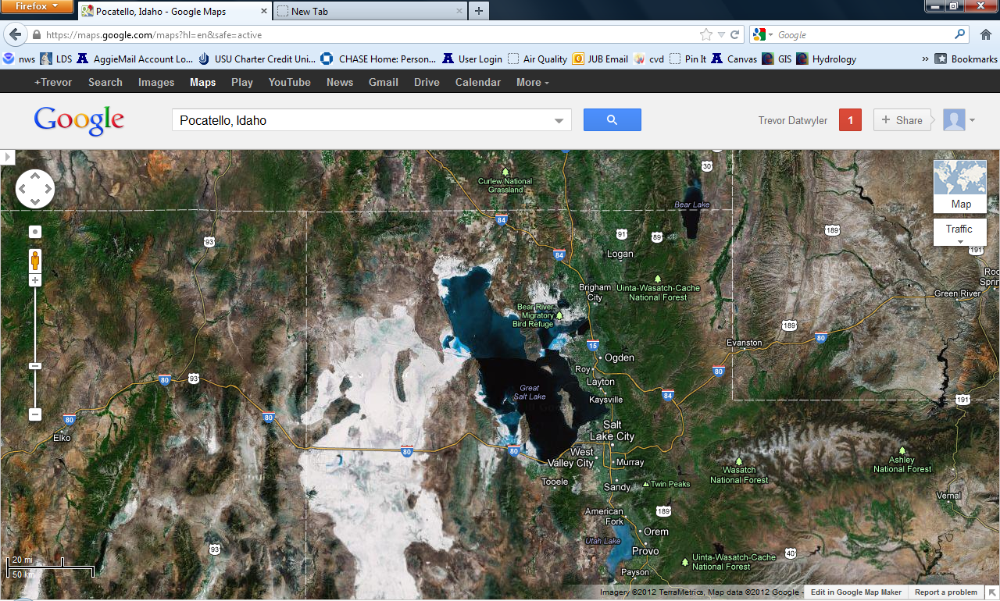 Firefox
Pocatello, Idaho - Google Maps
New Tab
https://maps.google.com/maps?hl=en&safe=active
Google
nws LDS AggieMail Account Lo... USU Charter Credit Uni... CHASE Home: Person... User Login Air Quality JUB Email cvd Pin It Canvas GIS Hydrology » Bookmarks
+Trevor Search Images Maps Play YouTube News Gmail Drive Calendar More
Google
Pocatello, Idaho
Trevor Datwyler
1
+ Share
30
Curlew National
Grassland
Bear Lake
Map
84
93
91
89
189
Traffic
191
84
Logan
Brigham
City
Uinta-Wasatch-Cache
National Forest
Green River
Bear River
Migratory
Bird Refuge
189
80
15
Evanston
Ogden
Roy
80
80
93
Layton
Great
Salt Lake
Kaysville
84
191
80
80
Elko
Salt
Lake City
80
80
West
Valley City
Murray
Wasatch
National Forest
Ashley
National Forest
Tooele
Sandy
Twin Peaks
Vernal
American
Fork
189
Utah Lake
Orem
Provo
93
40
Uinta-Wasatch-Cache
National Forest
Payson
20 mi
50 km
Imagery ©2012 TerraMetrics, Map data ©2012 Google -
Edit in Google Map Maker
Report a problem